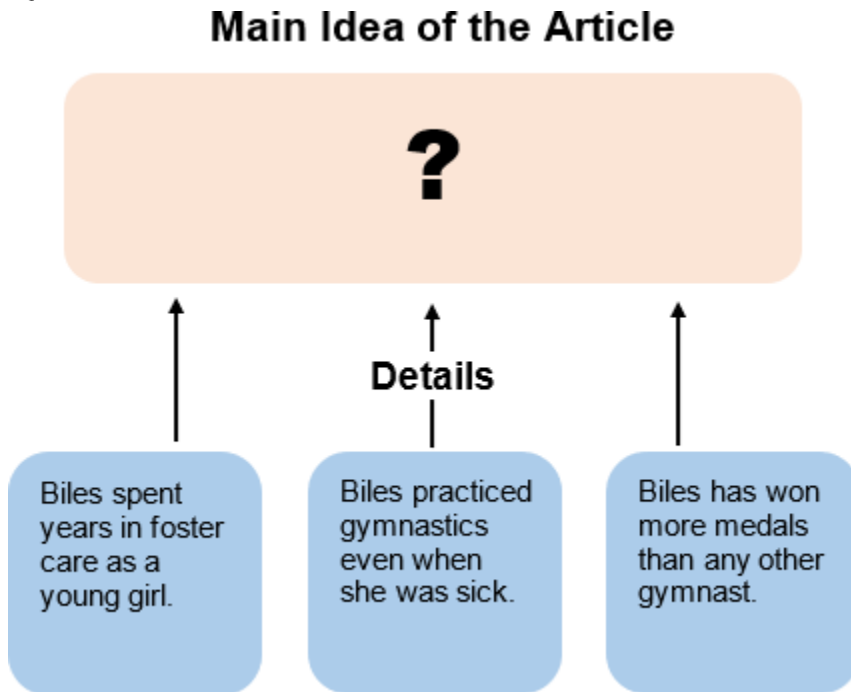 Main Idea of the Article
?
Details
Biles spent
years in foster
care as a
young girl.
Biles practiced
gymnastics
even when
she was sick.
Biles has won
more medals
than any other
gymnast.